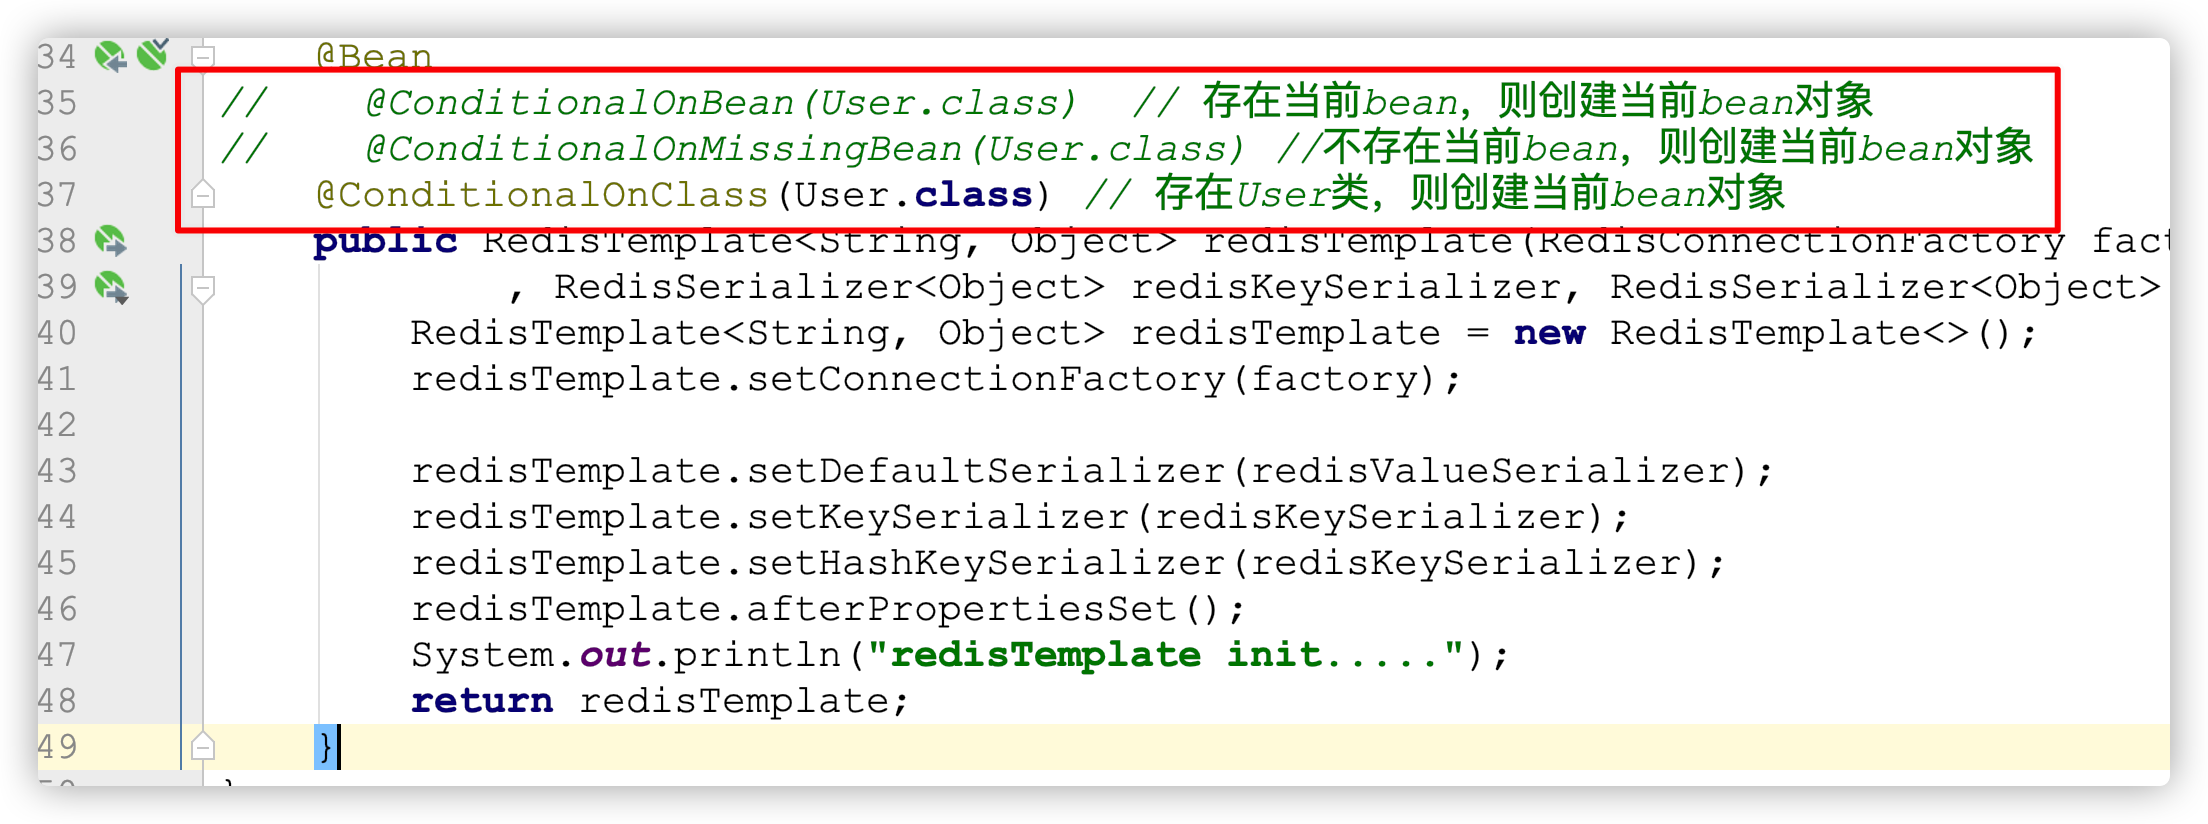 34 @Bean
35 // @ConditionalOnBean(User.class) // 存在当前bean，则创建当前bean对象
36 // @ConditionalOnMissingBean(User.class) //不存在当前bean，则创建当前bean对象
37 @ConditionalOnClass(User.class) // 存在User类，则创建当前bean对象
38 public RedisTemplate<String, Object> redisTemplate(RedisConnectionFactory fact
39 , RedisSerializer<Object> redisKeySerializer, RedisSerializer<Object>
40 RedisTemplate<String, Object> redisTemplate = new RedisTemplate<>();
41 redisTemplate.setConnectionFactory(factory);
42
43 redisTemplate.setDefaultSerializer(redisValueSerializer);
44 redisTemplate.setKeySerializer(redisKeySerializer);
45 redisTemplate.setHashKeySerializer(redisKeySerializer);
46 redisTemplate.afterPropertiesSet();
47 System.out.println("redisTemplate init.....");
48 return redisTemplate;
49 }